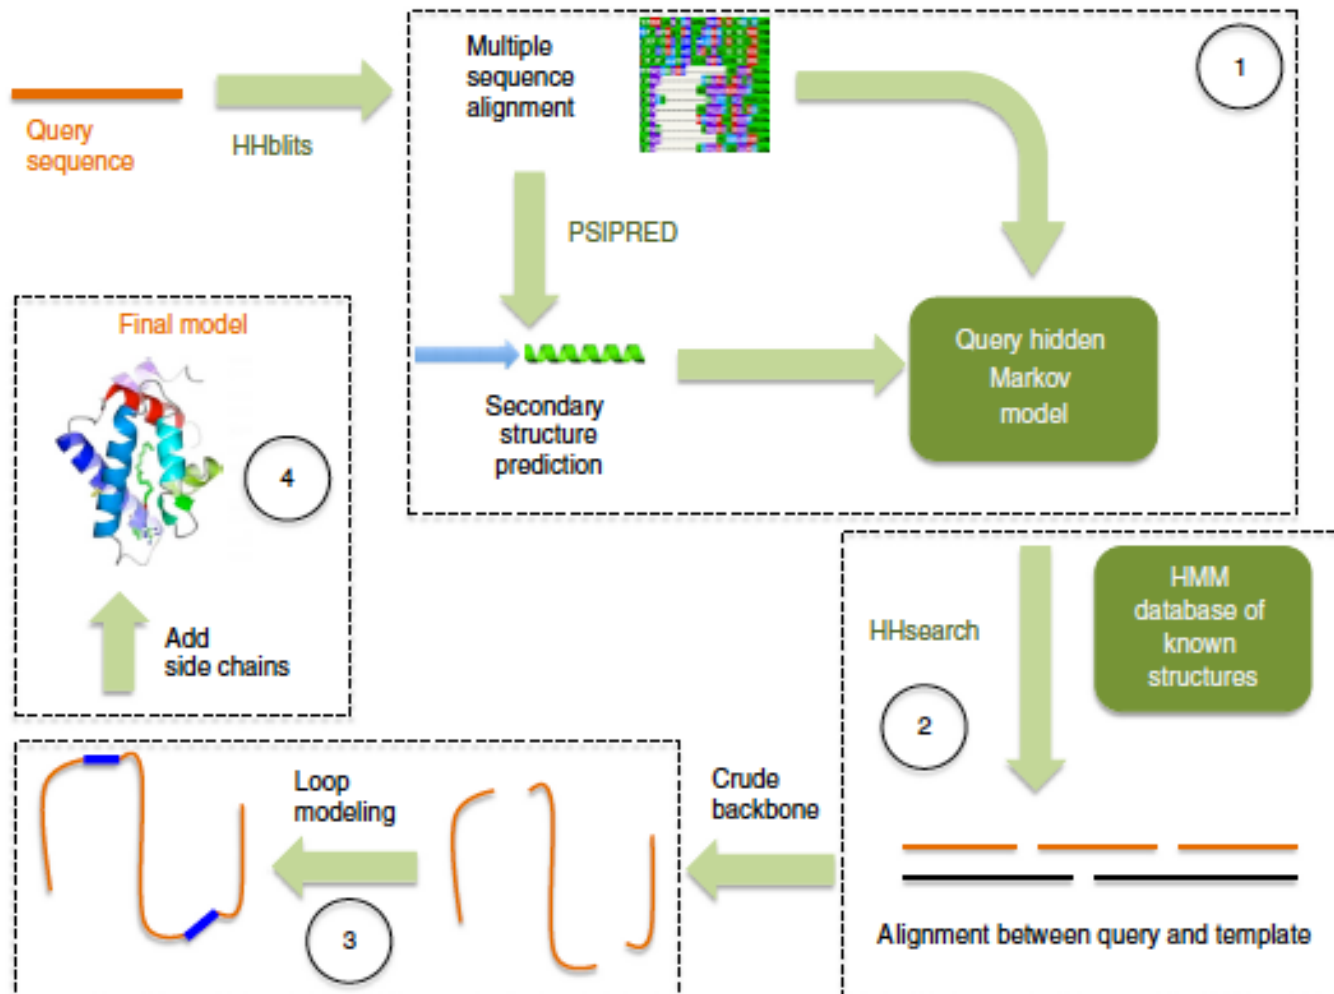 Query
sequence
HHblits
Multiple
sequence
alignment
1
PSIPRED
Secondary
structure
prediction
Query hidden
Markov
model
HHsearch
HMM
database of
known
structures
2
Alignment between query and template
Crude
backbone
Loop
modeling
3
Final model
4
Add
side chains